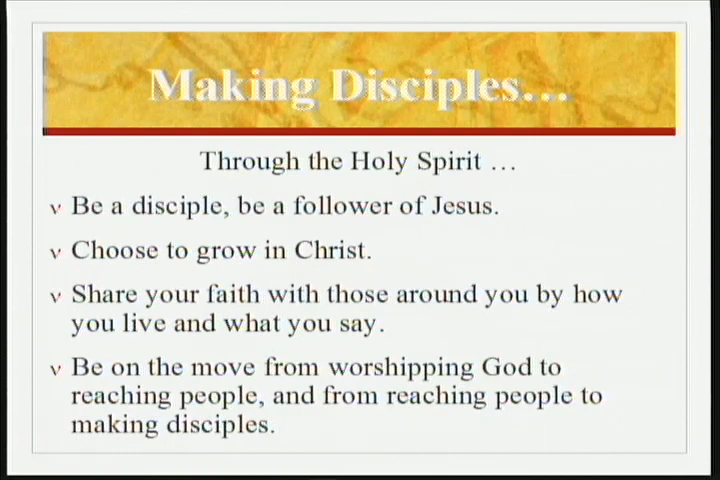 Making Disciples…
Through the Holy Spirit …
v Be a disciple, be a follower of Jesus.
v Choose to grow in Christ.
v Share your faith with those around you by how
you live and what you say.
v Be on the move from worshipping God to
reaching people, and from reaching people to
making disciples.